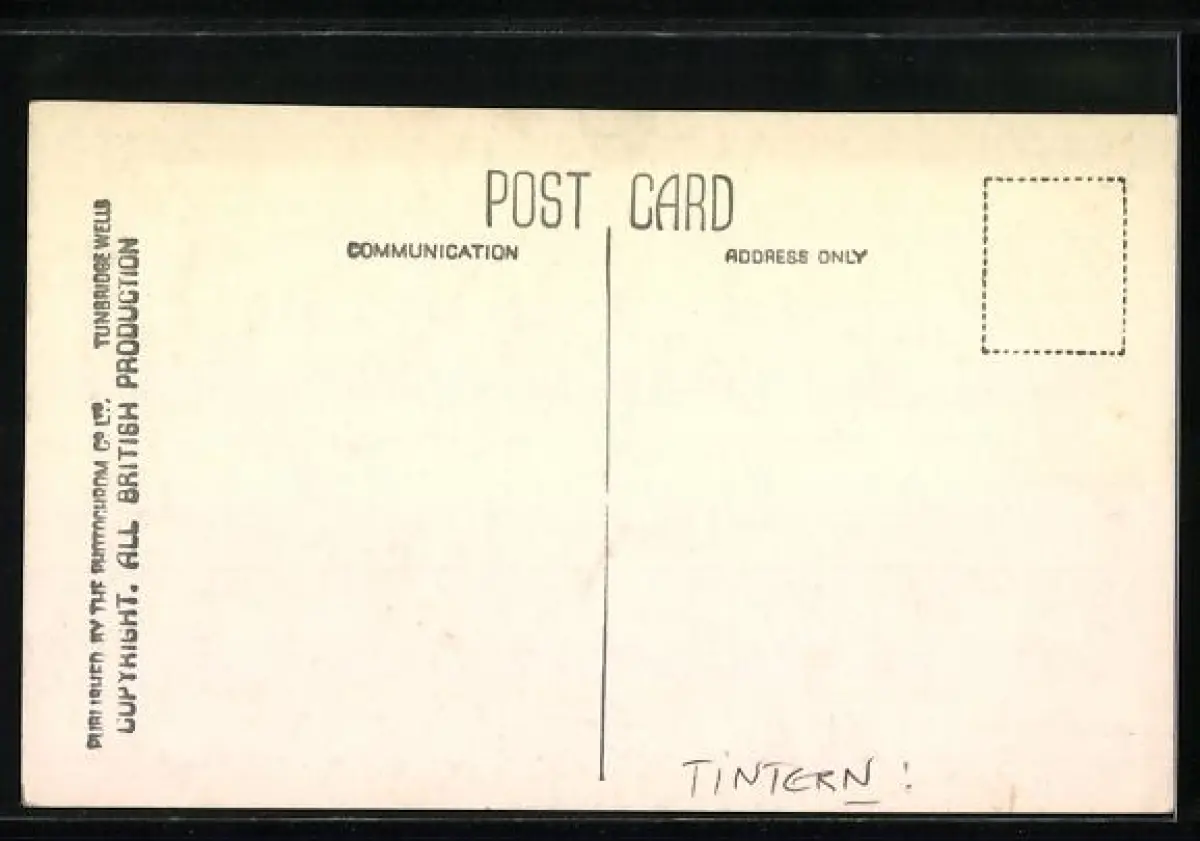 POST CARD
COMMUNICATION
ADDRESS ONLY
PUBLISHED BY THE PHOTOCHROM CO LTD. TUNBRIDGE WELLS
COPYRIGHT. ALL BRITISH PRODUCTION
TINTERN !